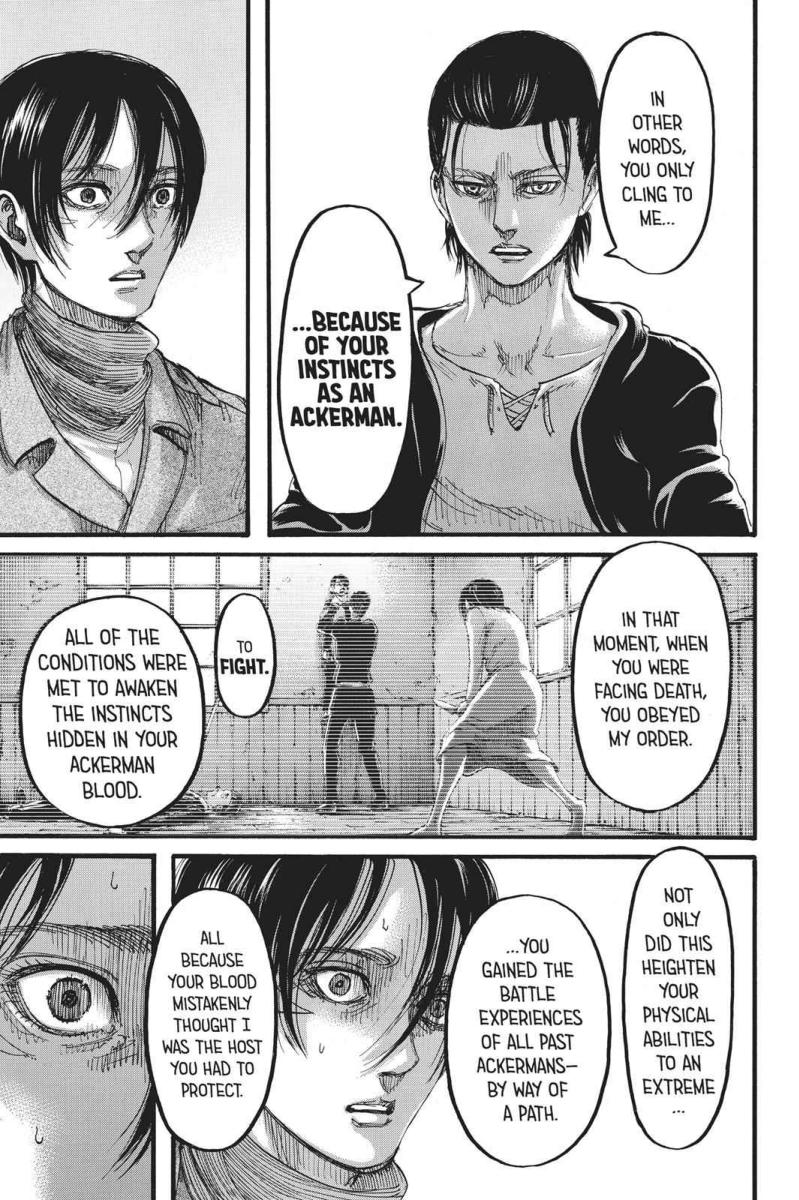 IN
OTHER
WORDS,
YOU ONLY
CLING TO
ME...
...BECAUSE
OF YOUR
INSTINCTS
AS AN
ACKERMAN.
IN THAT
MOMENT, WHEN
YOU WERE
FACING DEATH,
YOU OBEYED
MY ORDER.
TO
FIGHT.
ALL OF THE
CONDITIONS WERE
MET TO AWAKEN
THE INSTINCTS
HIDDEN IN YOUR
ACKERMAN
BLOOD.
NOT
ONLY
DID THIS
HEIGHTEN
YOUR
PHYSICAL
ABILITIES
TO AN
EXTREME
...
...YOU
GAINED THE
BATTLE
EXPERIENCES
OF ALL PAST
ACKERMANS—
BY WAY OF
A PATH.
ALL
BECAUSE
YOUR BLOOD
MISTAKENLY
THOUGHT I
WAS THE HOST
YOU HAD TO
PROTECT.